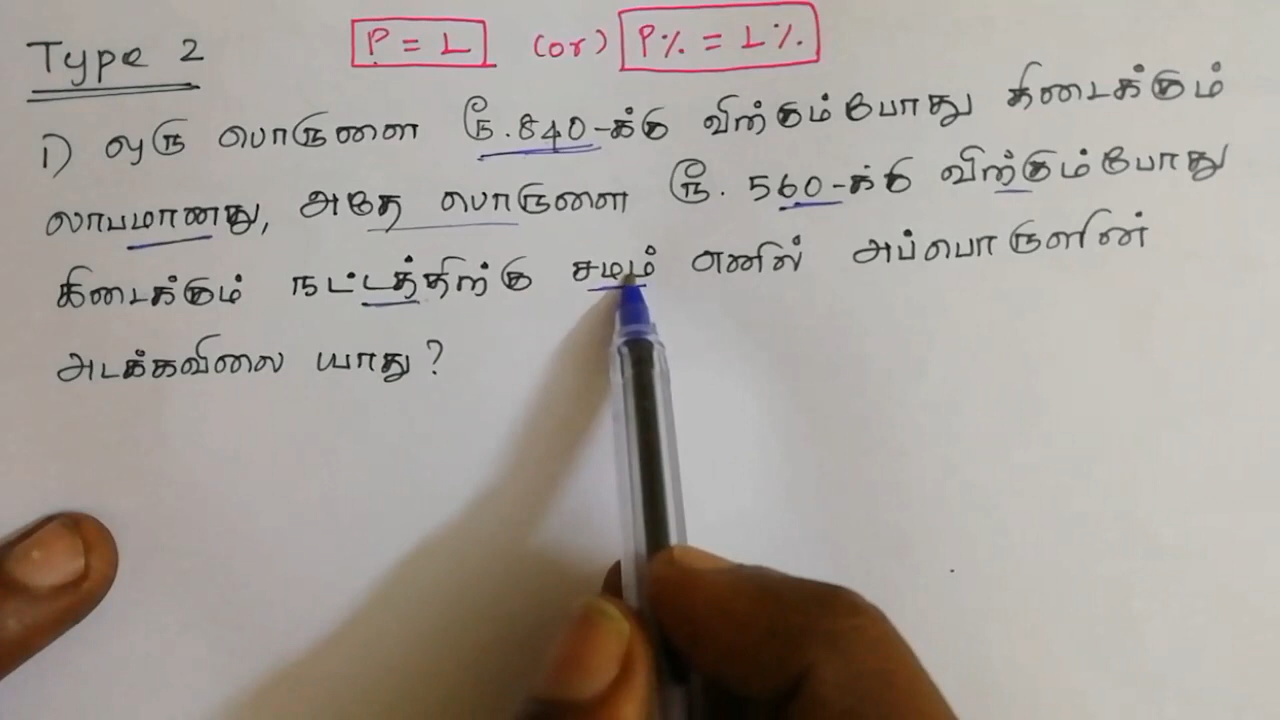 Type 2 P = L (or) P% = L%.
1) ஒரு பொருளை ரூ.840-க்கு விற்கும்போது கிடைக்கும்
லாபமானது, அதே பொருளை ரூ. 560-க்கு விற்கும்போது
கிடைக்கும் நட்டத்திற்கு சமம் எனில் அப்பொருளின்
அடக்கவிலை யாது?